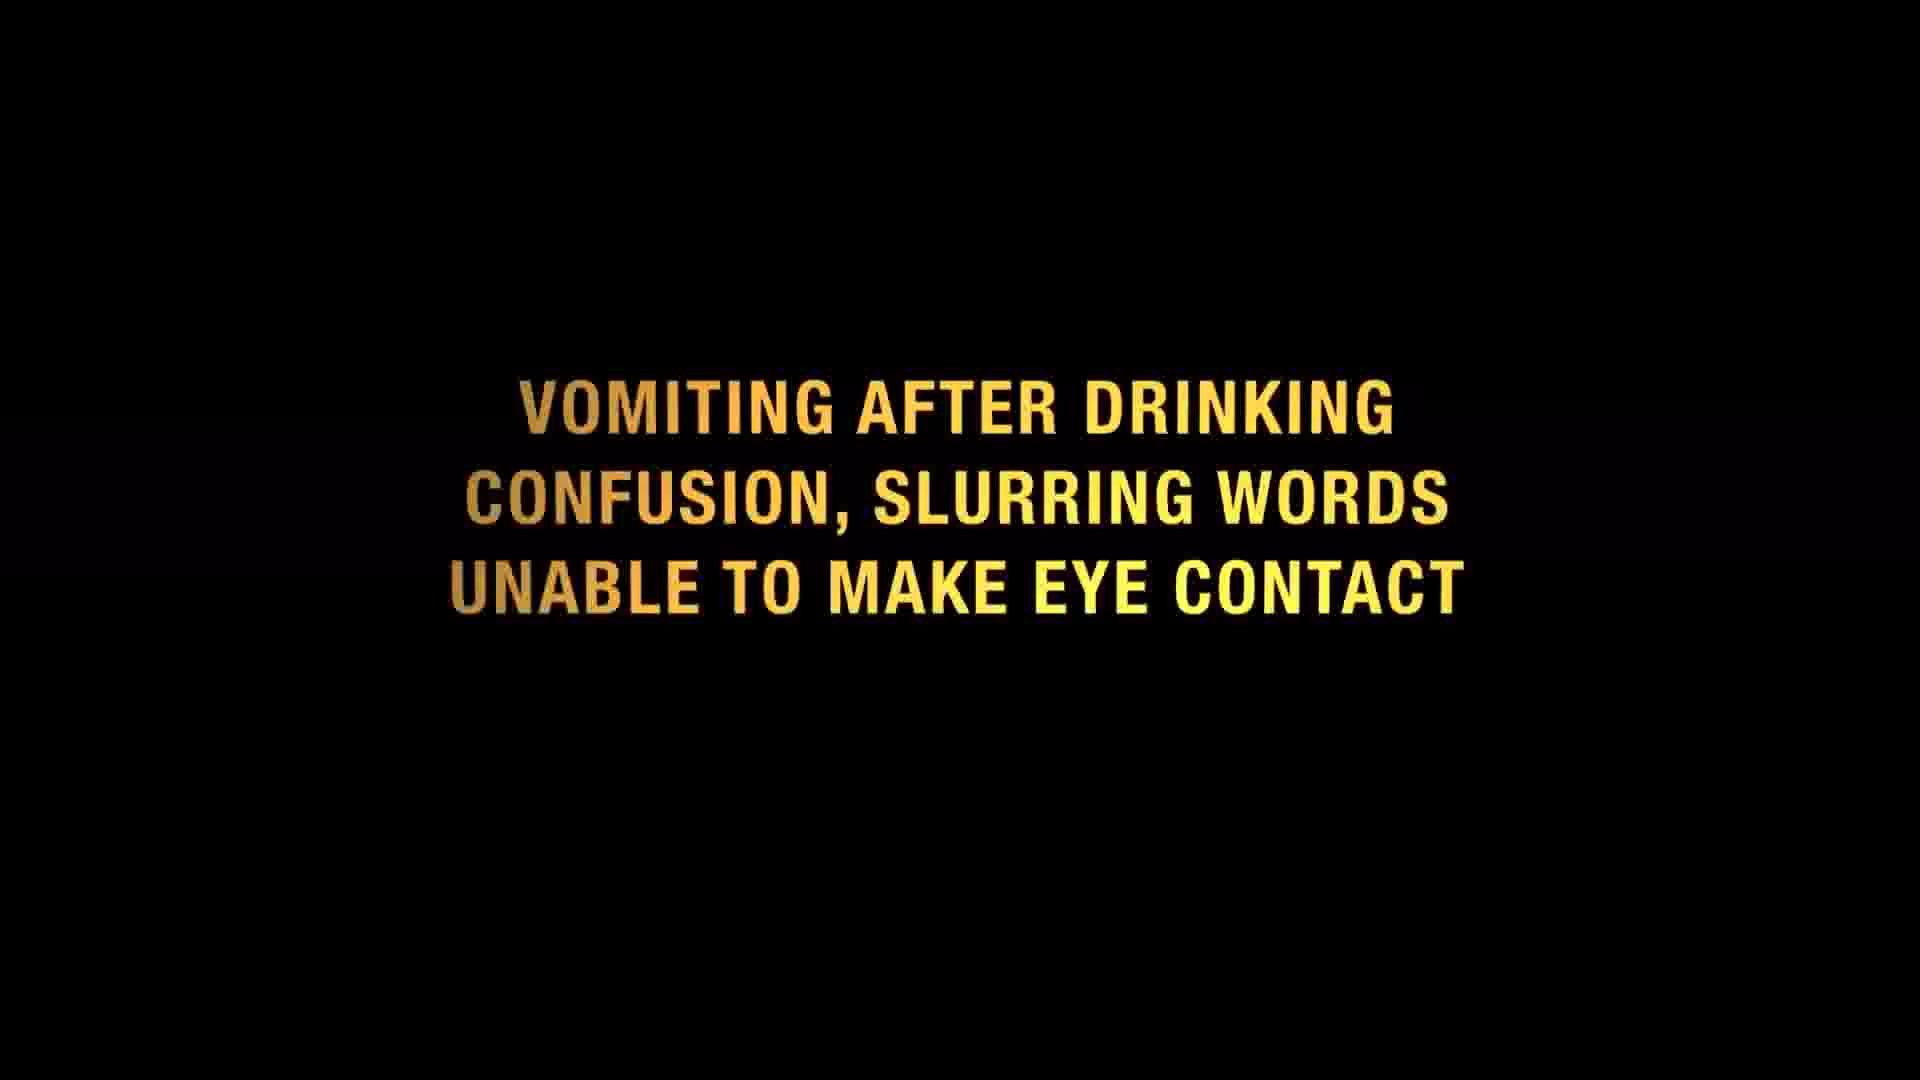 VOMITING AFTER DRINKING
CONFUSION, SLURRING WORDS
UNABLE TO MAKE EYE CONTACT